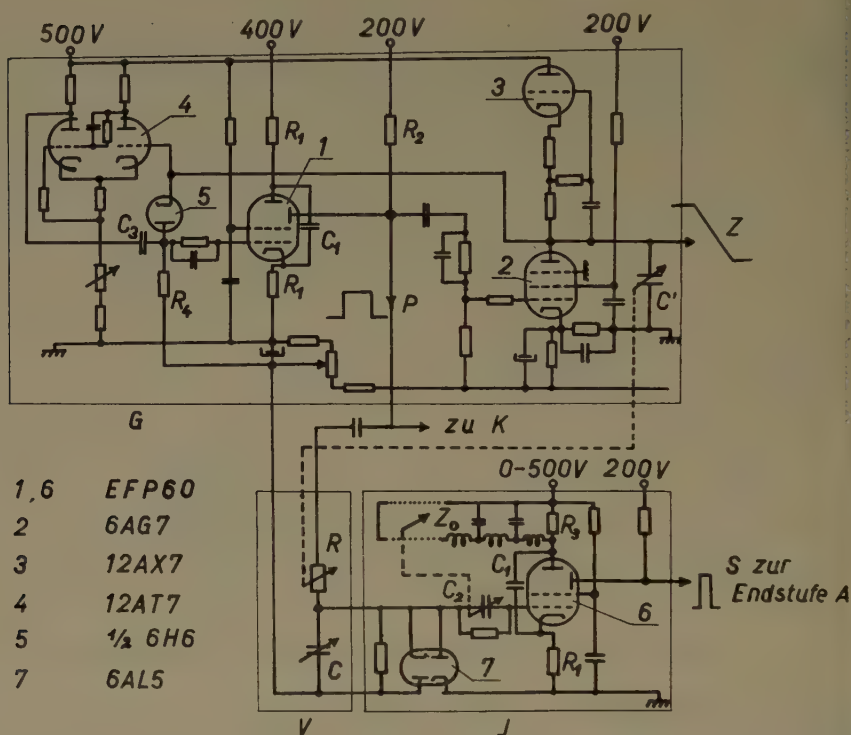 500V 400V 200V 200V
4 1 R₁ R₂ 3
5 C₃ C₁ 2 Z
R₄ R₁ P C'
G zu K
0-500V 200V
1,6 EFP60
2 6AG7
3 12AX7
4 12AT7
5 ½ 6H6
7 6AL5
R Z₀ R₃
C₁ C₂ 6 S zur
Endstufe A
C 7 R₁
V J